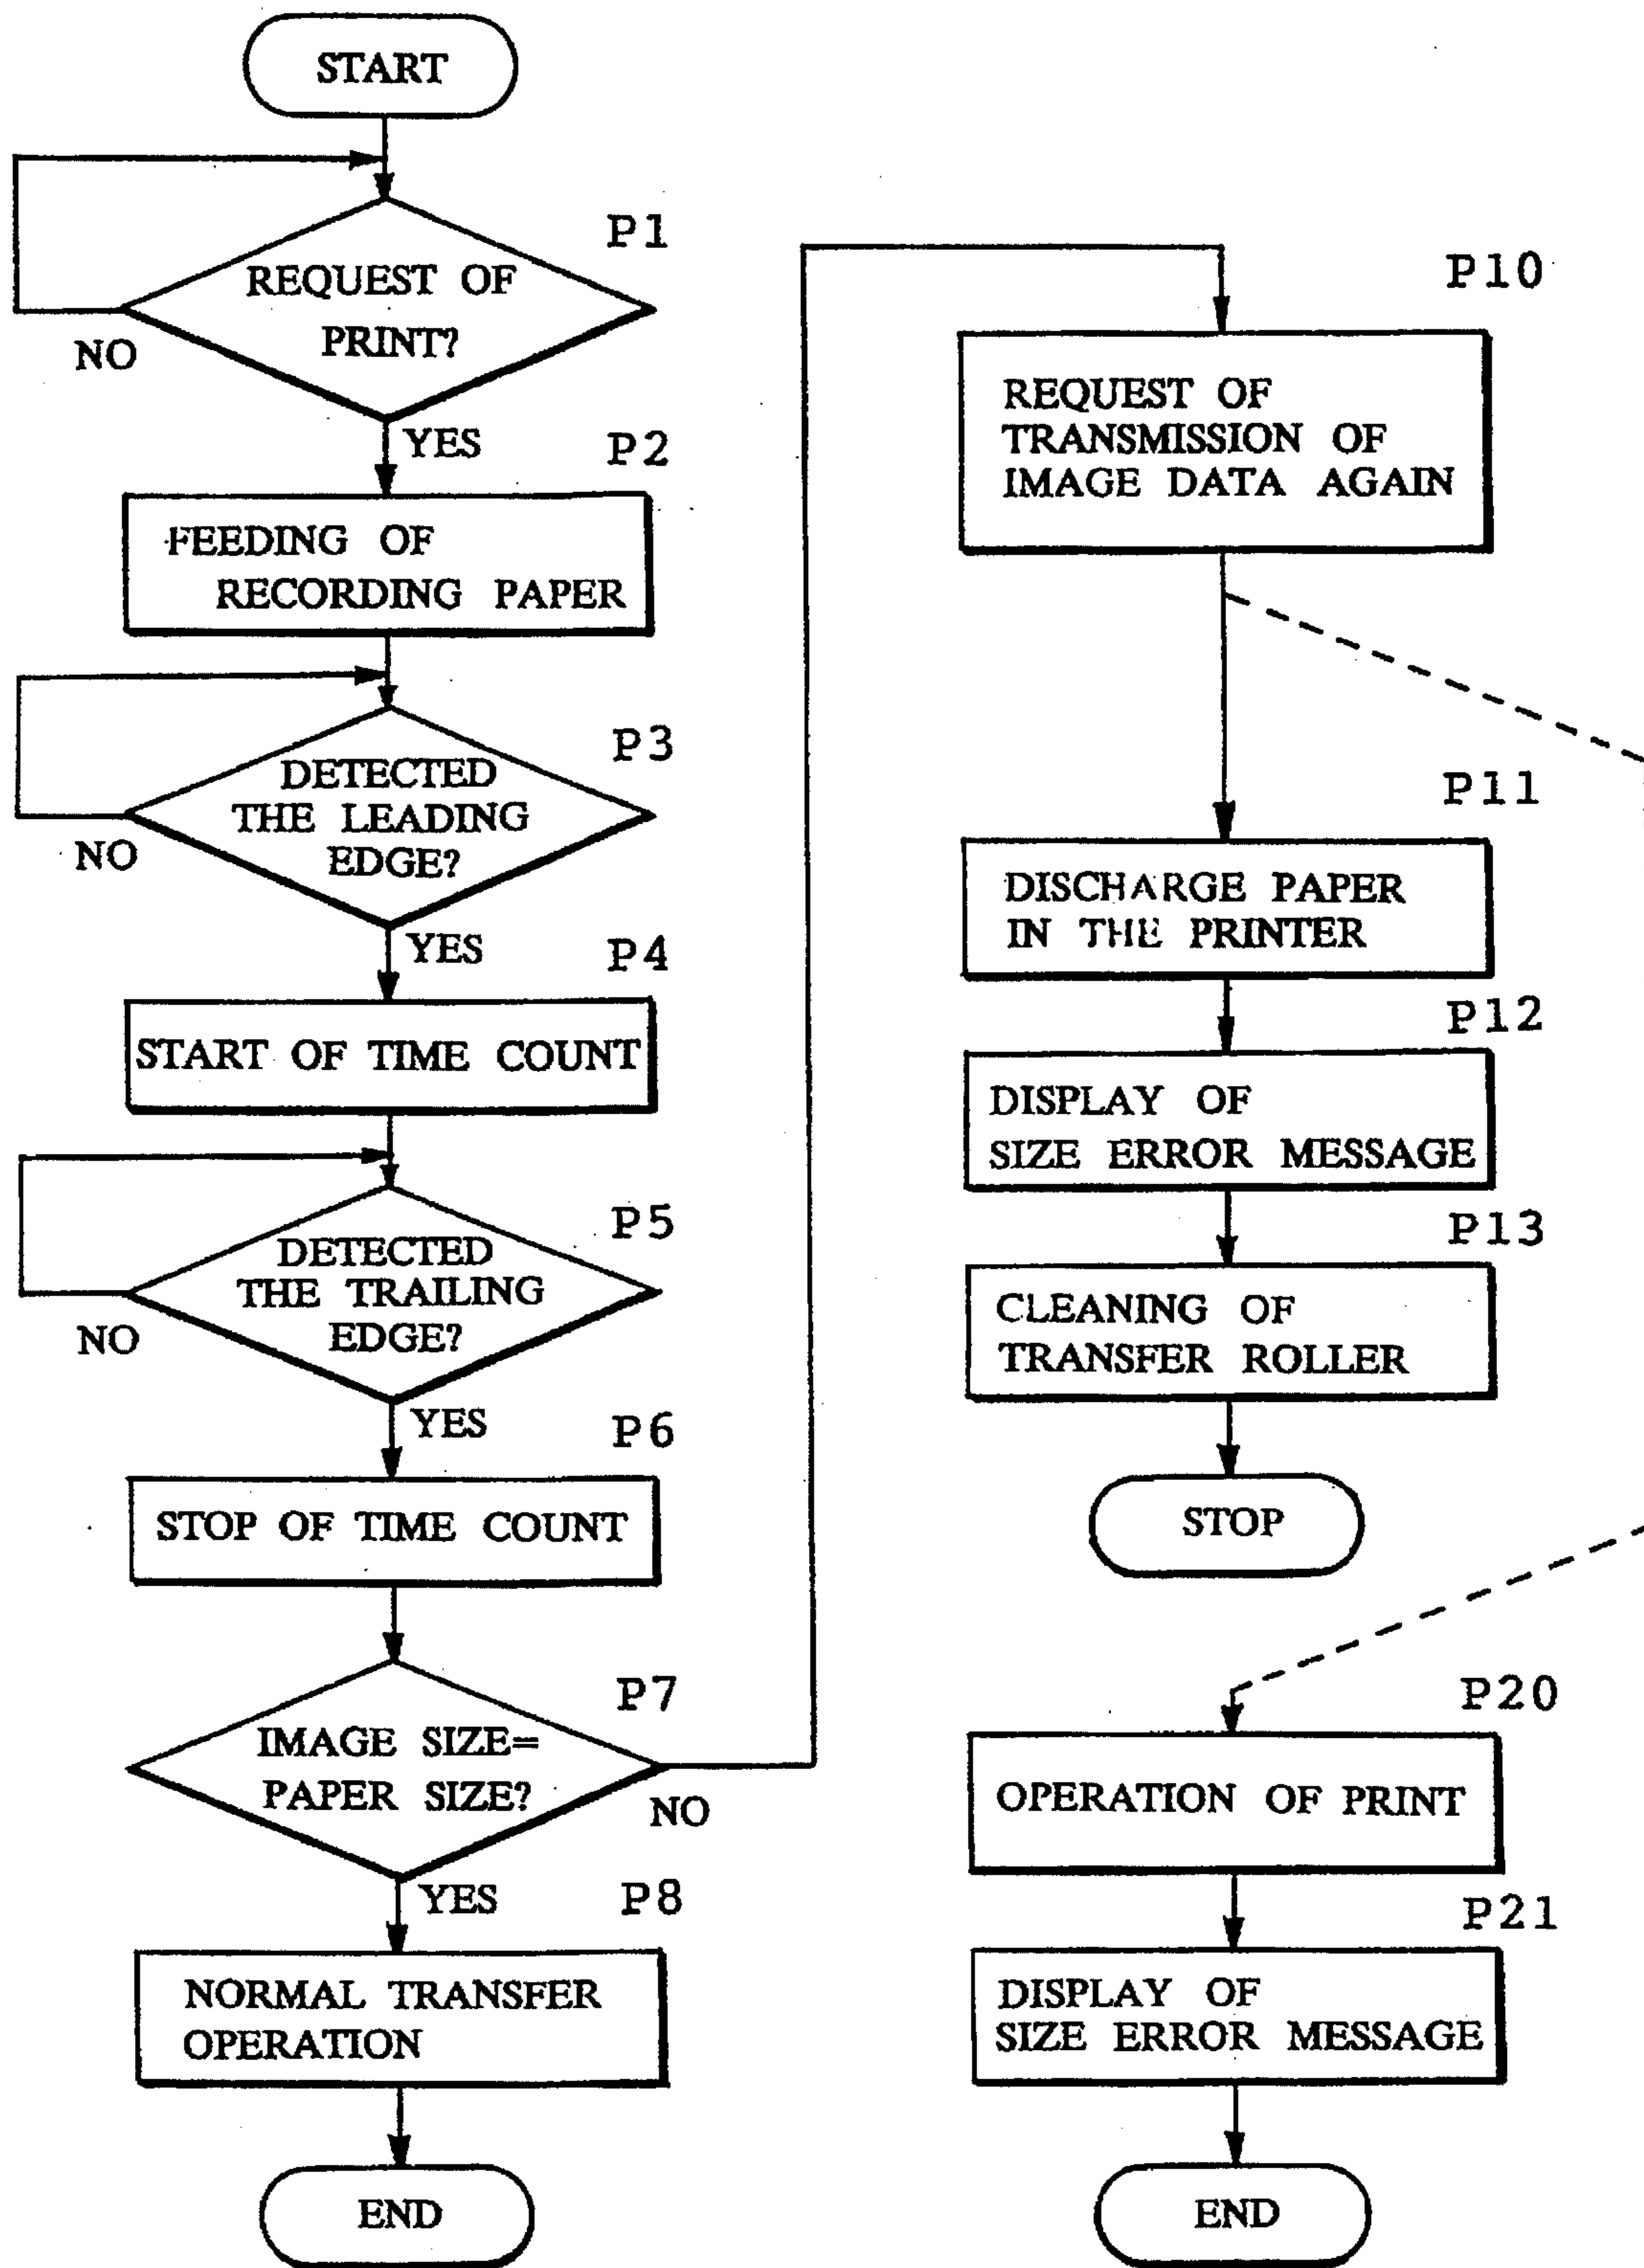 START
P1
REQUEST OF
PRINT?
NO
YES
P2
FEEDING OF
RECORDING PAPER
P3
DETECTED
THE LEADING
EDGE?
NO
YES
P4
START OF TIME COUNT
P5
DETECTED
THE TRAILING
EDGE?
NO
YES
P6
STOP OF TIME COUNT
P7
IMAGE SIZE=
PAPER SIZE?
NO
YES
P8
NORMAL TRANSFER
OPERATION
END
P10
REQUEST OF
TRANSMISSION OF
IMAGE DATA AGAIN
P11
DISCHARGE PAPER
IN THE PRINTER
P12
DISPLAY OF
SIZE ERROR MESSAGE
P13
CLEANING OF
TRANSFER ROLLER
STOP
P20
OPERATION OF PRINT
P21
DISPLAY OF
SIZE ERROR MESSAGE
END